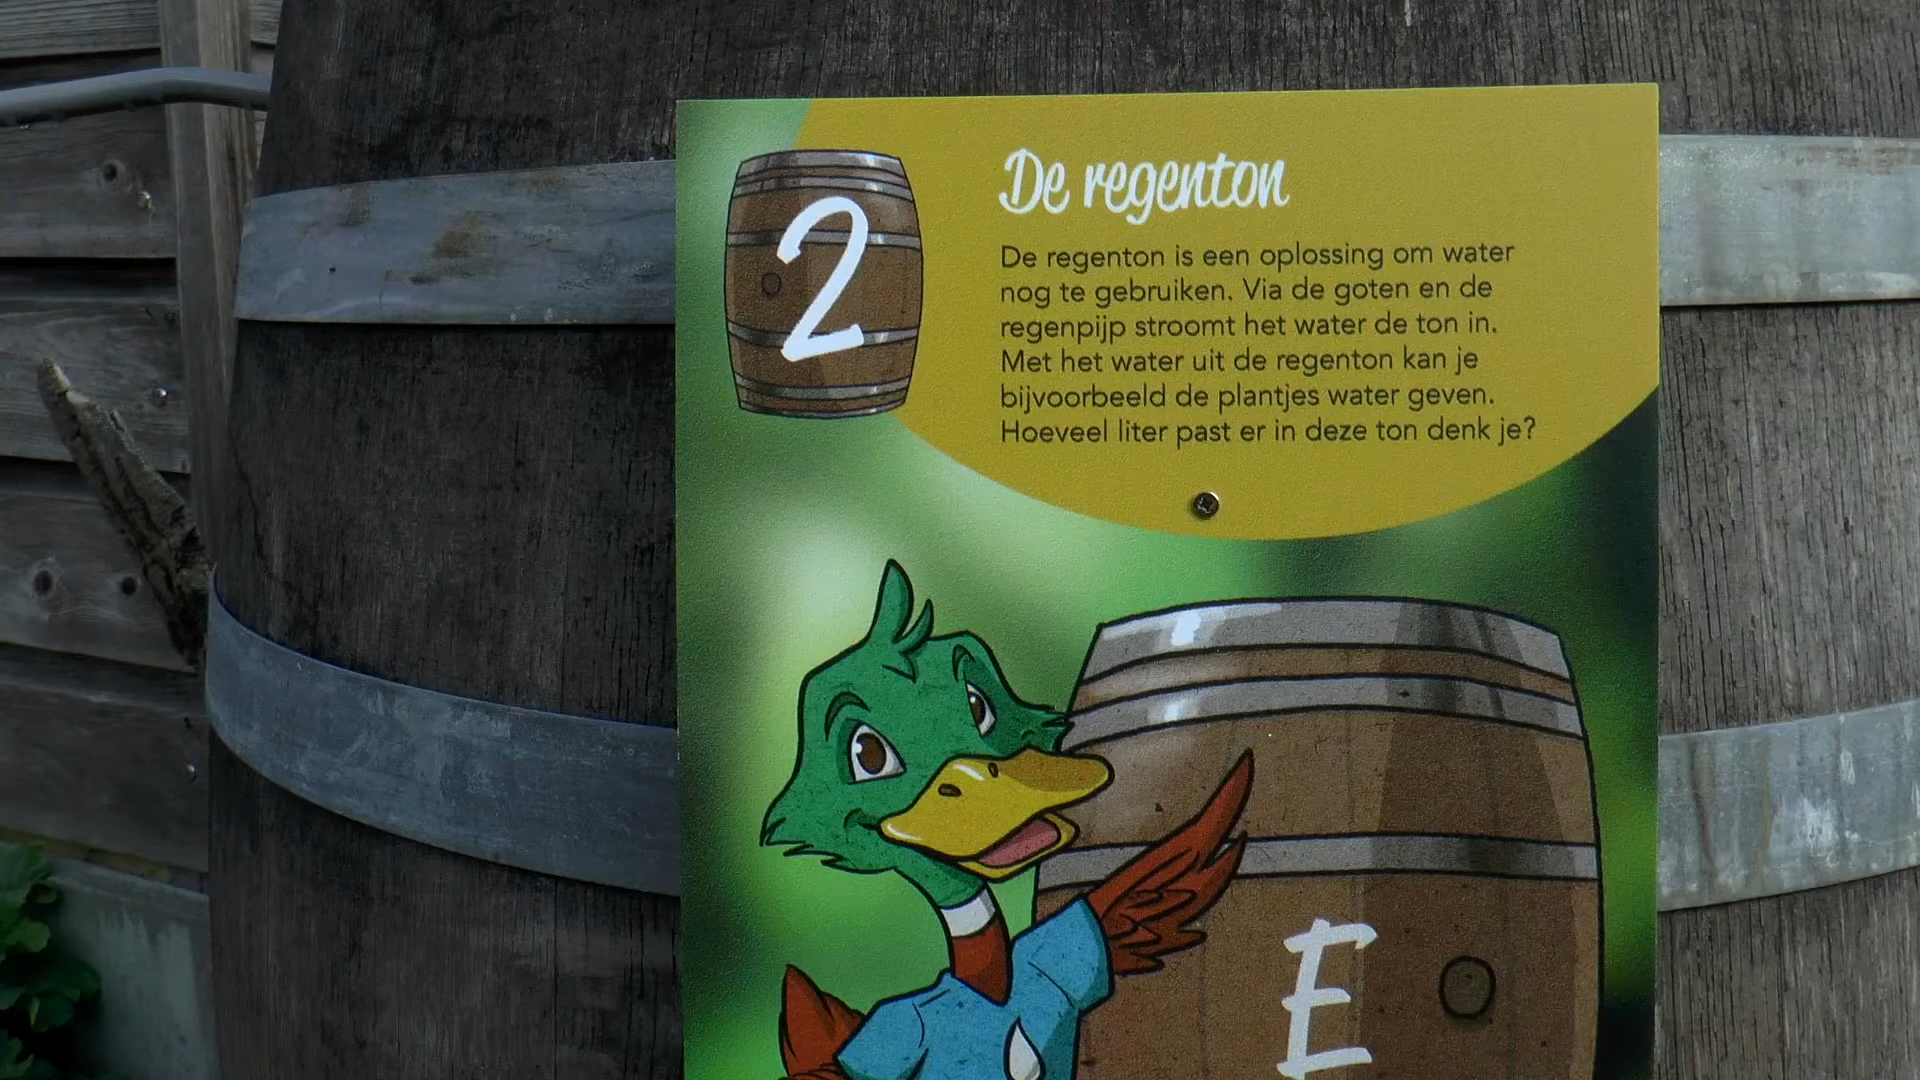 2
De regenton
De regenton is een oplossing om water
nog te gebruiken. Via de goten en de
regenpijp stroomt het water de ton in.
Met het water uit de regenton kan je
bijvoorbeeld de plantjes water geven.
Hoeveel liter past er in deze ton denk je?
E